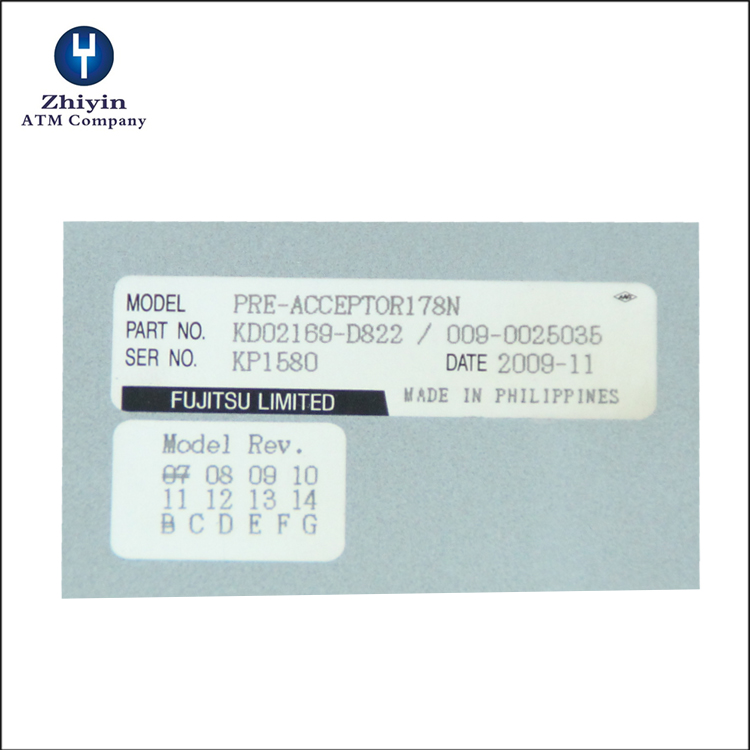 Zhiyin
ATM Company
MODEL PRE-ACCEPTOR178N
PART NO. KD02169-D822 / 009-0025035
SER NO. KP1580 DATE 2009-11
FUJITSU LIMITED MADE IN PHILIPPINES
Model Rev.
07 08 09 10
11 12 13 14
B C D E F G